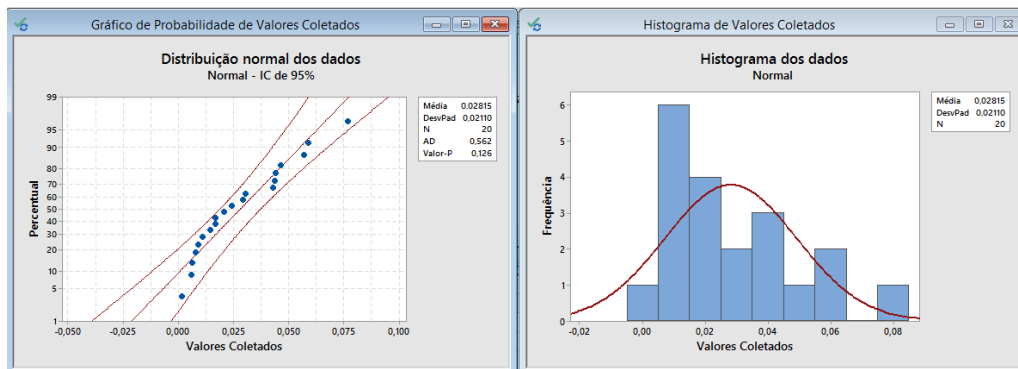 Gráfico de Probabilidade de Valores Coletados
Distribuição normal dos dados
Normal - IC de 95%
99
95
90
80
70
60
50
40
30
20
10
5
1
Percentual
-0,050
-0,025
0,000
0,025
0,050
0,075
0,100
Valores Coletados
Média 0,02815
DesvPad 0,02110
N 20
AD 0,562
Valor-P 0,126
Histograma de Valores Coletados
Histograma dos dados
Normal
6
5
4
3
2
1
0
Frequência
-0,02
0,00
0,02
0,04
0,06
0,08
Valores Coletados
Média 0,02815
DesvPad 0,02110
N 20